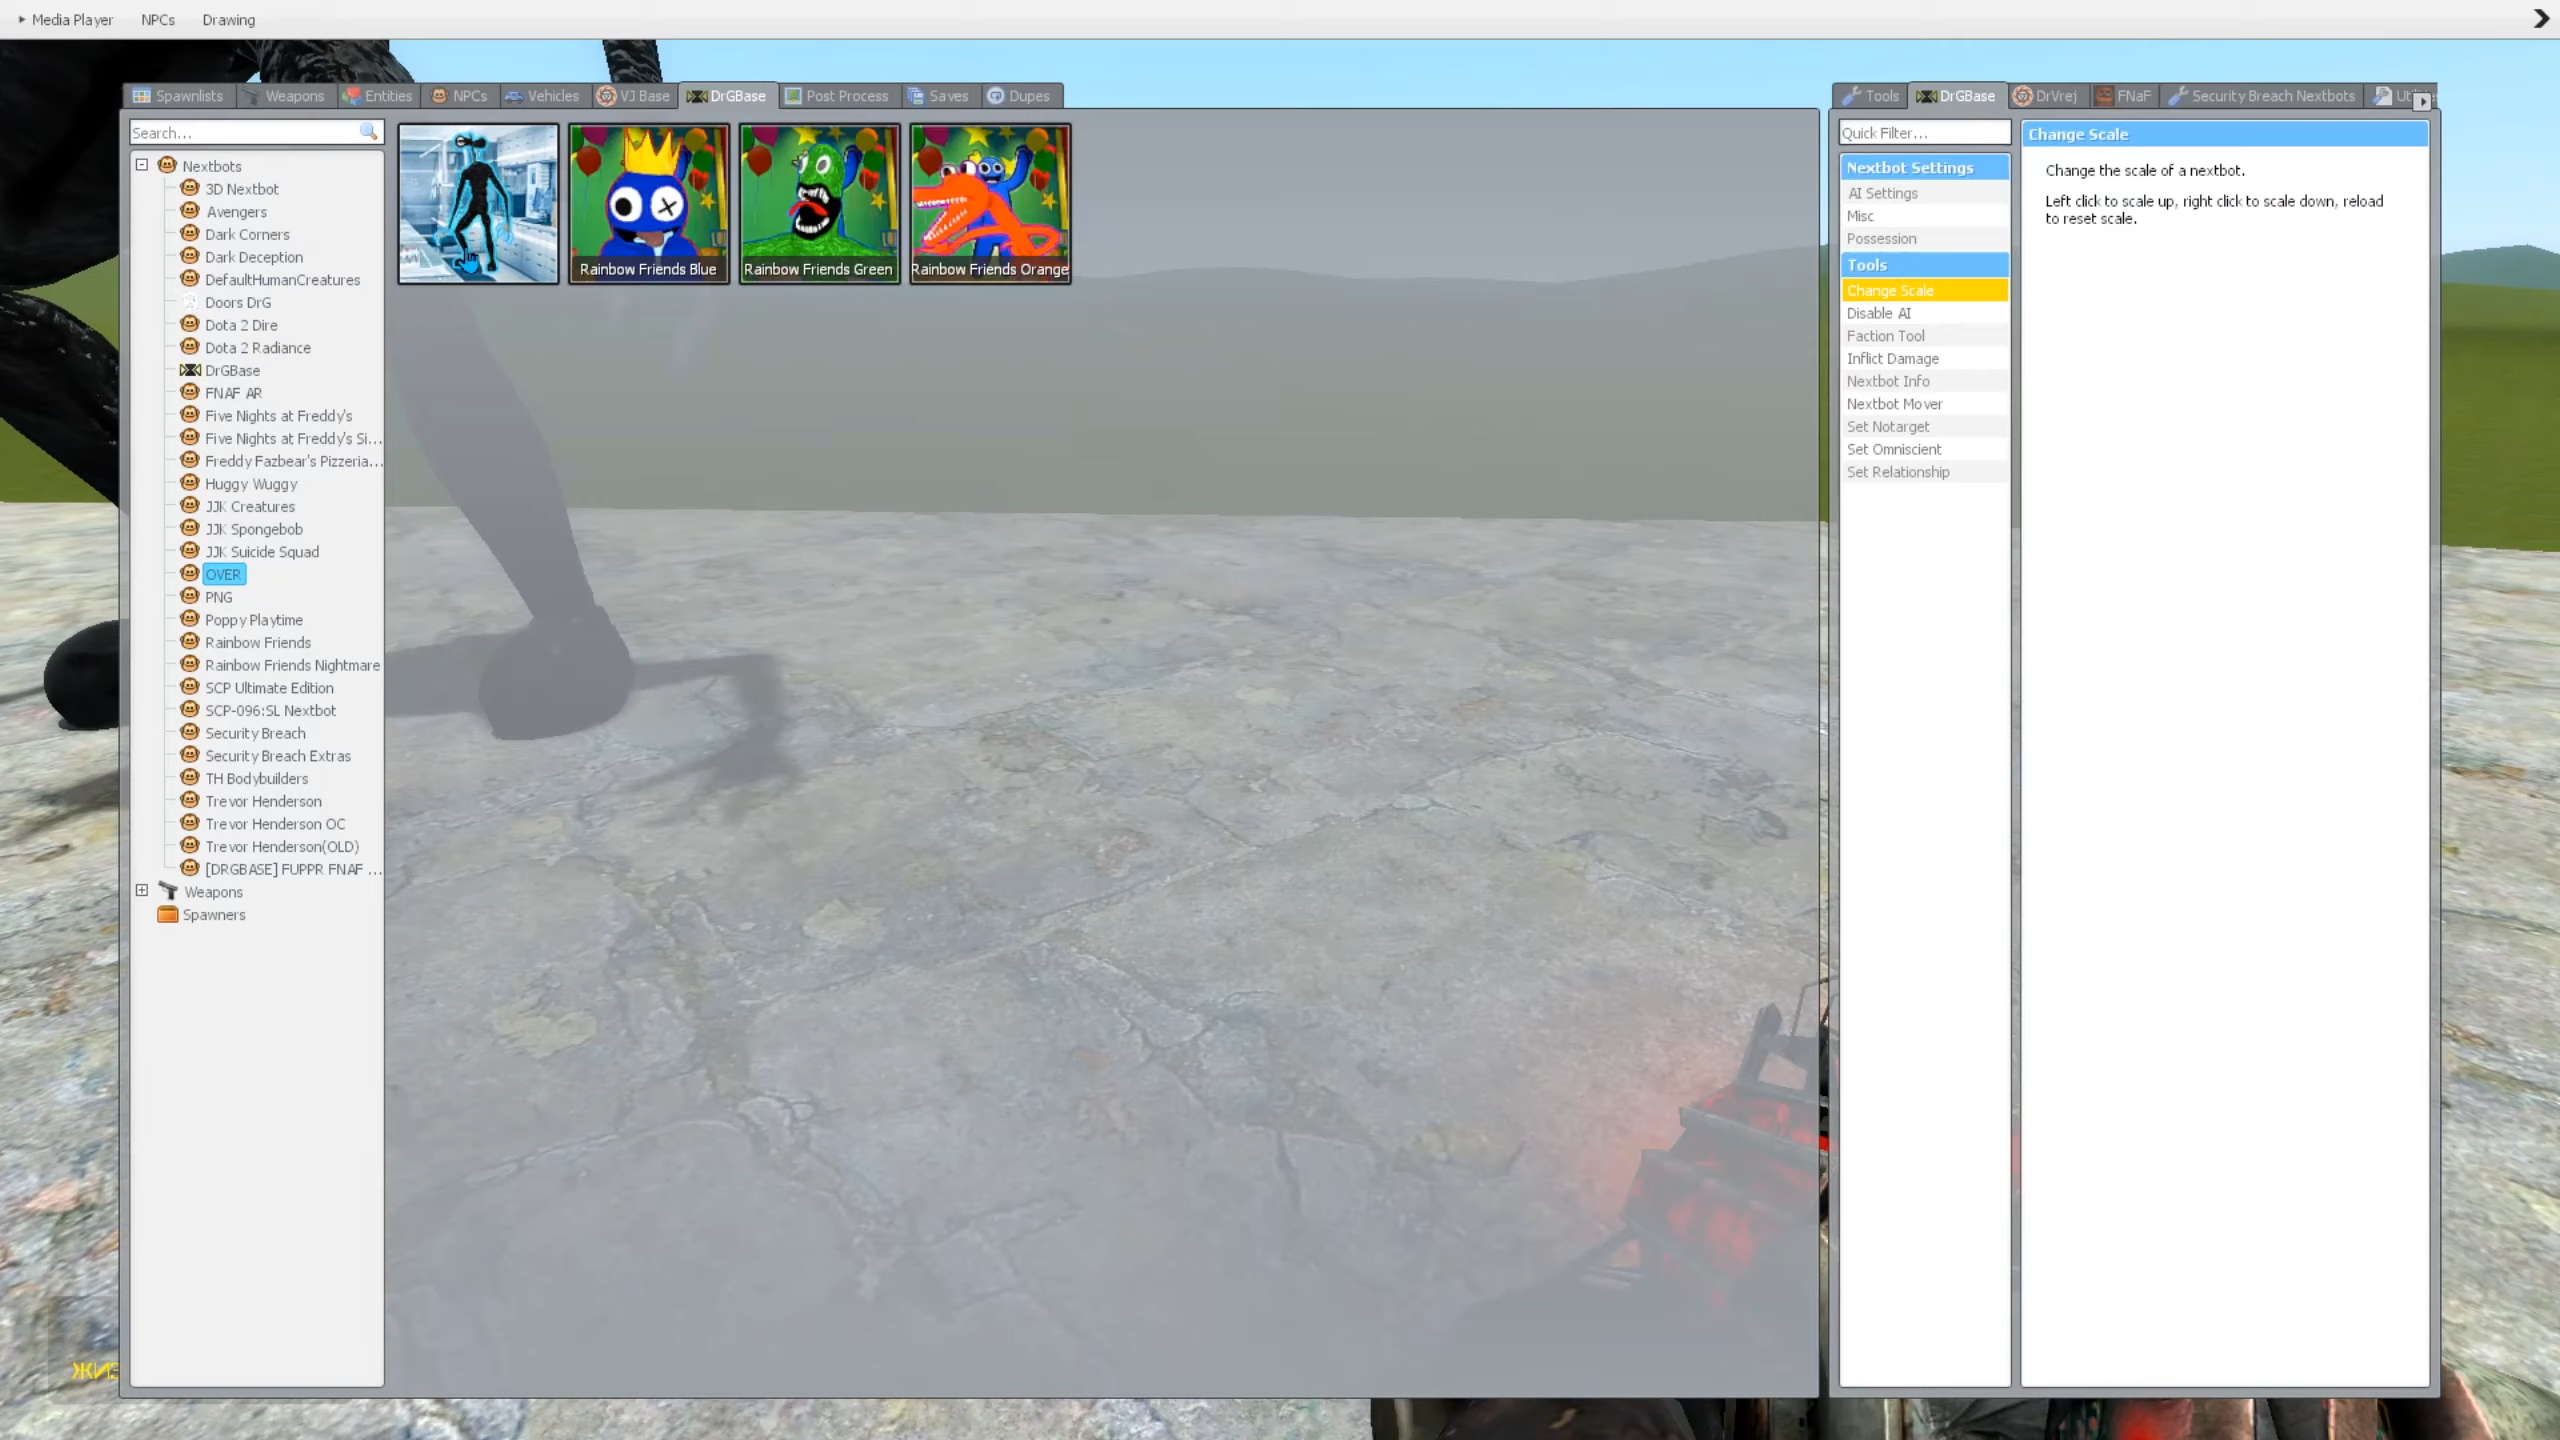 Media Player NPCs Drawing
Spawnlists Weapons Entities NPCs Vehicles VJ Base DrGBase Post Process Saves Dupes
Search...
Nextbots
3D Nextbot
Avengers
Dark Corners
Dark Deception
DefaultHumanCreatures
Doors DrG
Dota 2 Dire
Dota 2 Radiance
DrGBase
FNAF AR
Five Nights at Freddy's
Five Nights at Freddy's Si...
Freddy Fazbear's Pizzeria...
Huggy Wuggy
JJK Creatures
JJK Spongebob
JJK Suicide Squad
OVER
PNG
Poppy Playtime
Rainbow Friends
Rainbow Friends Nightmare
SCP Ultimate Edition
SCP-096:SL Nextbot
Security Breach
Security Breach Extras
TH Bodybuilders
Trevor Henderson
Trevor Henderson OC
Trevor Henderson(OLD)
[DRGBASE] FUPPR FNAF ...
Weapons
Spawners
Rainbow Friends Blue
Rainbow Friends Green
Rainbow Friends Orange
Tools DrGBase DrVrej FNaF Security Breach Nextbots
Quick Filter...
Nextbot Settings
AI Settings
Misc
Possession
Tools
Change Scale
Disable AI
Faction Tool
Inflict Damage
Nextbot Info
Nextbot Mover
Set Notarget
Set Omniscient
Set Relationship
Change Scale
Change the scale of a nextbot.
Left click to scale up, right click to scale down, reload
to reset scale.